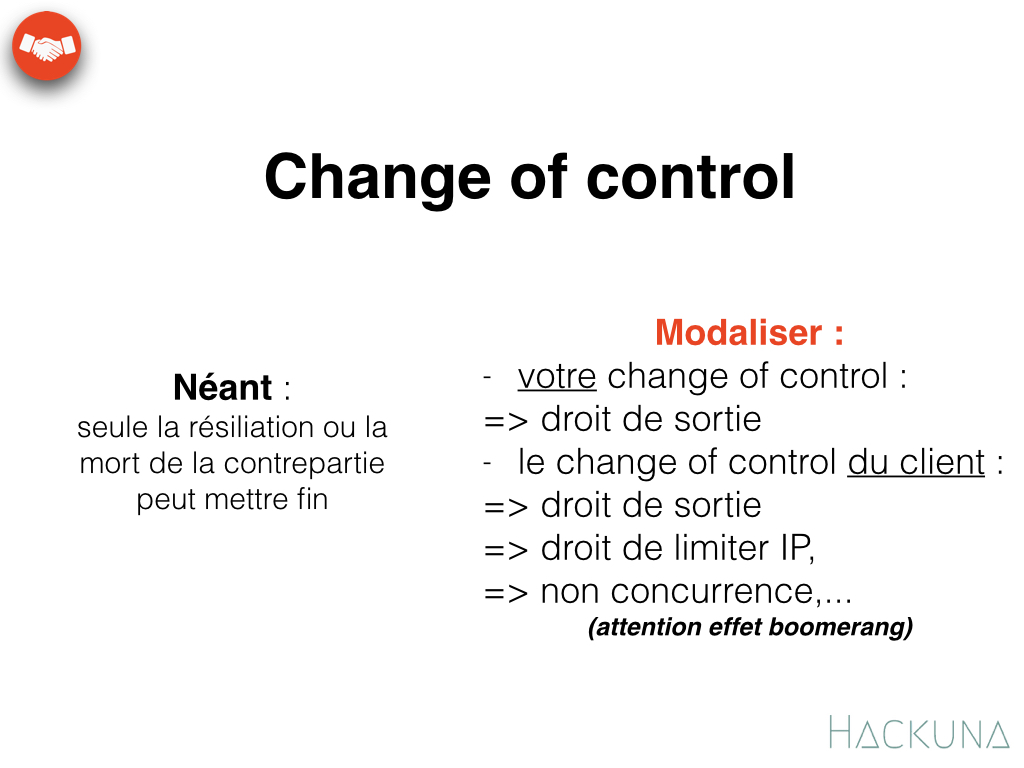 Change of control
Néant :
seule la résiliation ou la
mort de la contrepartie
peut mettre fin
Modaliser :
- votre change of control :
=> droit de sortie
- le change of control du client :
=> droit de sortie
=> droit de limiter IP,
=> non concurrence,...
(attention effet boomerang)
HACKUNA